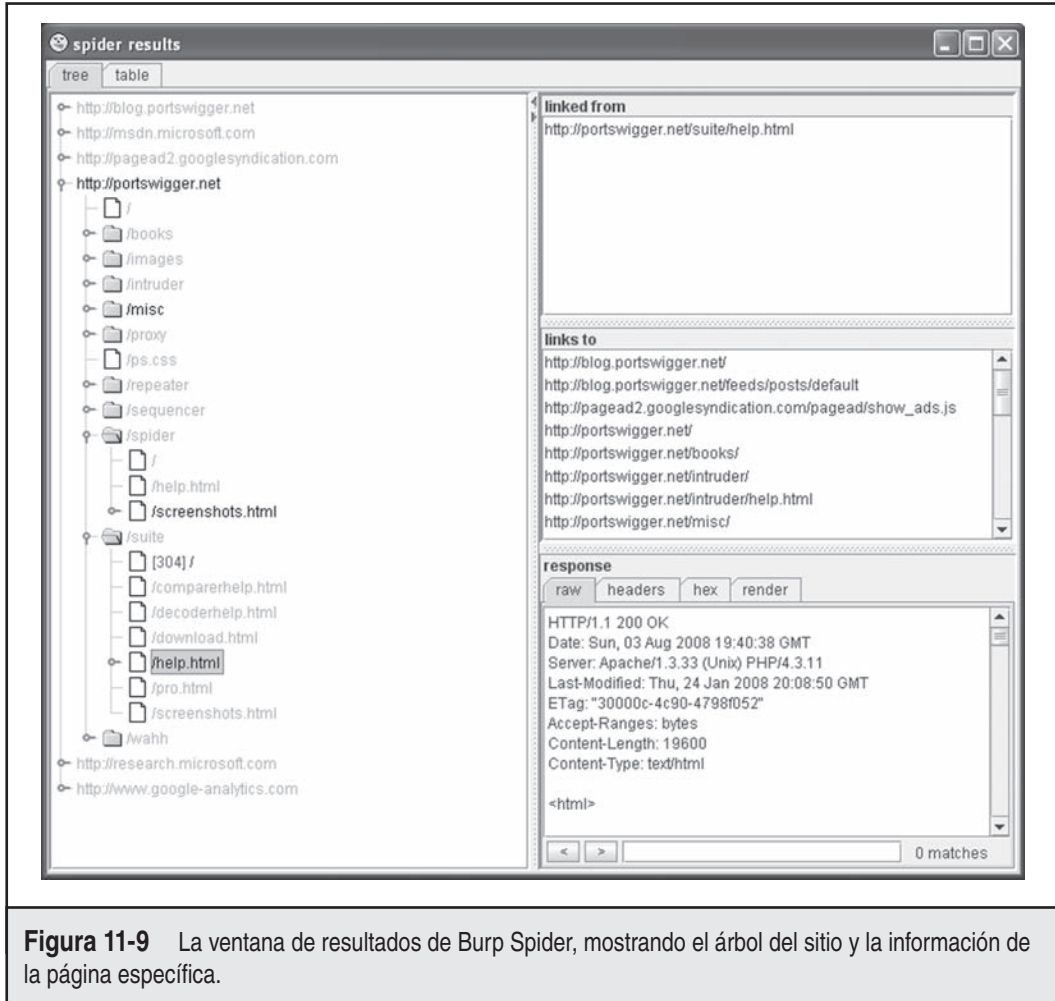 spider results
tree table
http://blog.portswigger.net
http://msdn.microsoft.com
http://pagead2.googlesyndication.com
http://portswigger.net
/
/books
/images
/intruder
/misc
/proxy
/ps.css
/repeater
/sequencer
/spider
/
/help.html
/screenshots.html
/suite
[304] /
/comparerhelp.html
/decoderhelp.html
/download.html
/help.html
/pro.html
/screenshots.html
/wahh
http://research.microsoft.com
http://www.google-analytics.com
linked from
http://portswigger.net/suite/help.html
links to
http://blog.portswigger.net/
http://blog.portswigger.net/feeds/posts/default
http://pagead2.googlesyndication.com/pagead/show_ads.js
http://portswigger.net/
http://portswigger.net/books/
http://portswigger.net/intruder/
http://portswigger.net/intruder/help.html
http://portswigger.net/misc/
response
raw headers hex render
HTTP/1.1 200 OK
Date: Sun, 03 Aug 2008 19:40:38 GMT
Server: Apache/1.3.33 (Unix) PHP/4.3.11
Last-Modified: Thu, 24 Jan 2008 20:08:50 GMT
ETag: "30000c-4c90-4798f052"
Accept-Ranges: bytes
Content-Length: 19600
Content-Type: text/html
<html>
< > 0 matches
Figura 11-9 La ventana de resultados de Burp Spider, mostrando el árbol del sitio y la información de
la página específica.